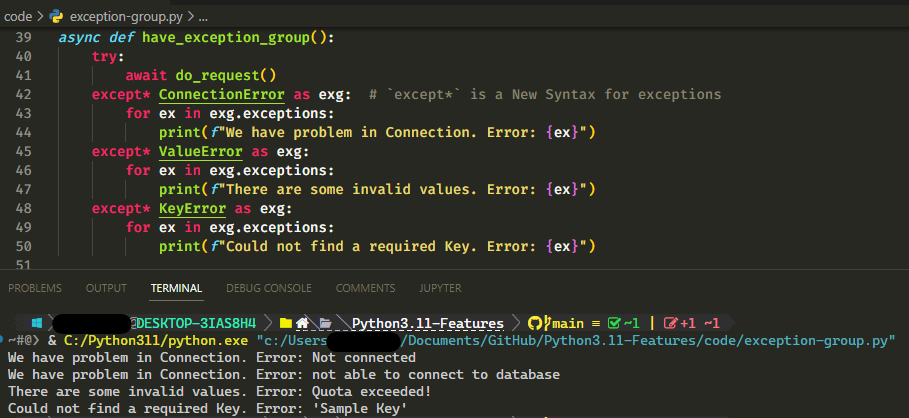 code > exception-group.py > ...
39 async def have_exception_group():
40     try:
41         await do_request()
42     except* ConnectionError as exg:  # `except*` is a New Syntax for exceptions
43         for ex in exg.exceptions:
44             print(f"We have problem in Connection. Error: {ex}")
45     except* ValueError as exg:
46         for ex in exg.exceptions:
47             print(f"There are some invalid values. Error: {ex}")
48     except* KeyError as exg:
49         for ex in exg.exceptions:
50             print(f"Could not find a required Key. Error: {ex}")
51
PROBLEMS OUTPUT TERMINAL DEBUG CONSOLE COMMENTS JUPYTER
DESKTOP-3IAS8H4 > Python3.11-Features > main ≡ ~1 | +1 ~1
~#@❯ & C:/Python311/python.exe "c:/Users /Documents/GitHub/Python3.11-Features/code/exception-group.py"
We have problem in Connection. Error: Not connected
We have problem in Connection. Error: not able to connect to database
There are some invalid values. Error: Quota exceeded!
Could not find a required Key. Error: 'Sample Key'